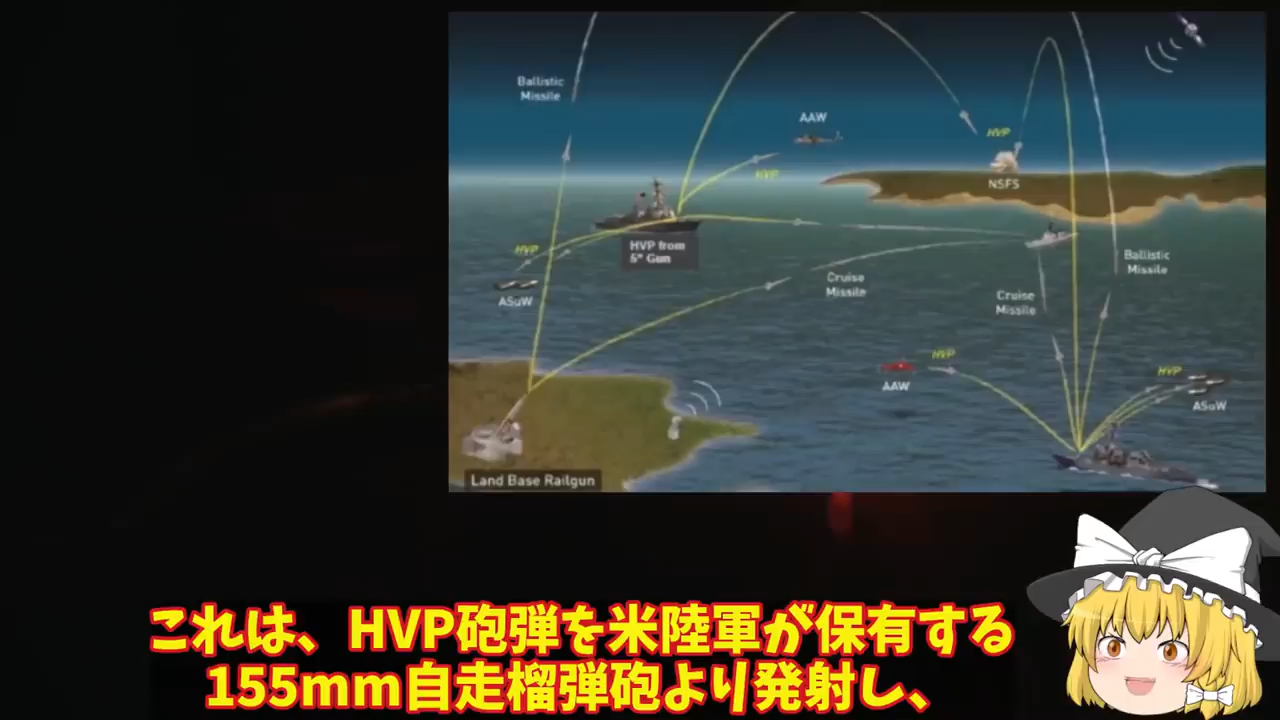 Ballistic
Missile
AAW
HVP
NSFS
HVP
HVP from
5" Gun
HVP
ASuW
Cruise
Missile
Cruise
Missile
Ballistic
Missile
HVP
AAW
HVP
ASuW
Land Base Railgun
これは、HVP砲弾を米陸軍が保有する
155mm自走榴弾砲より発射し、